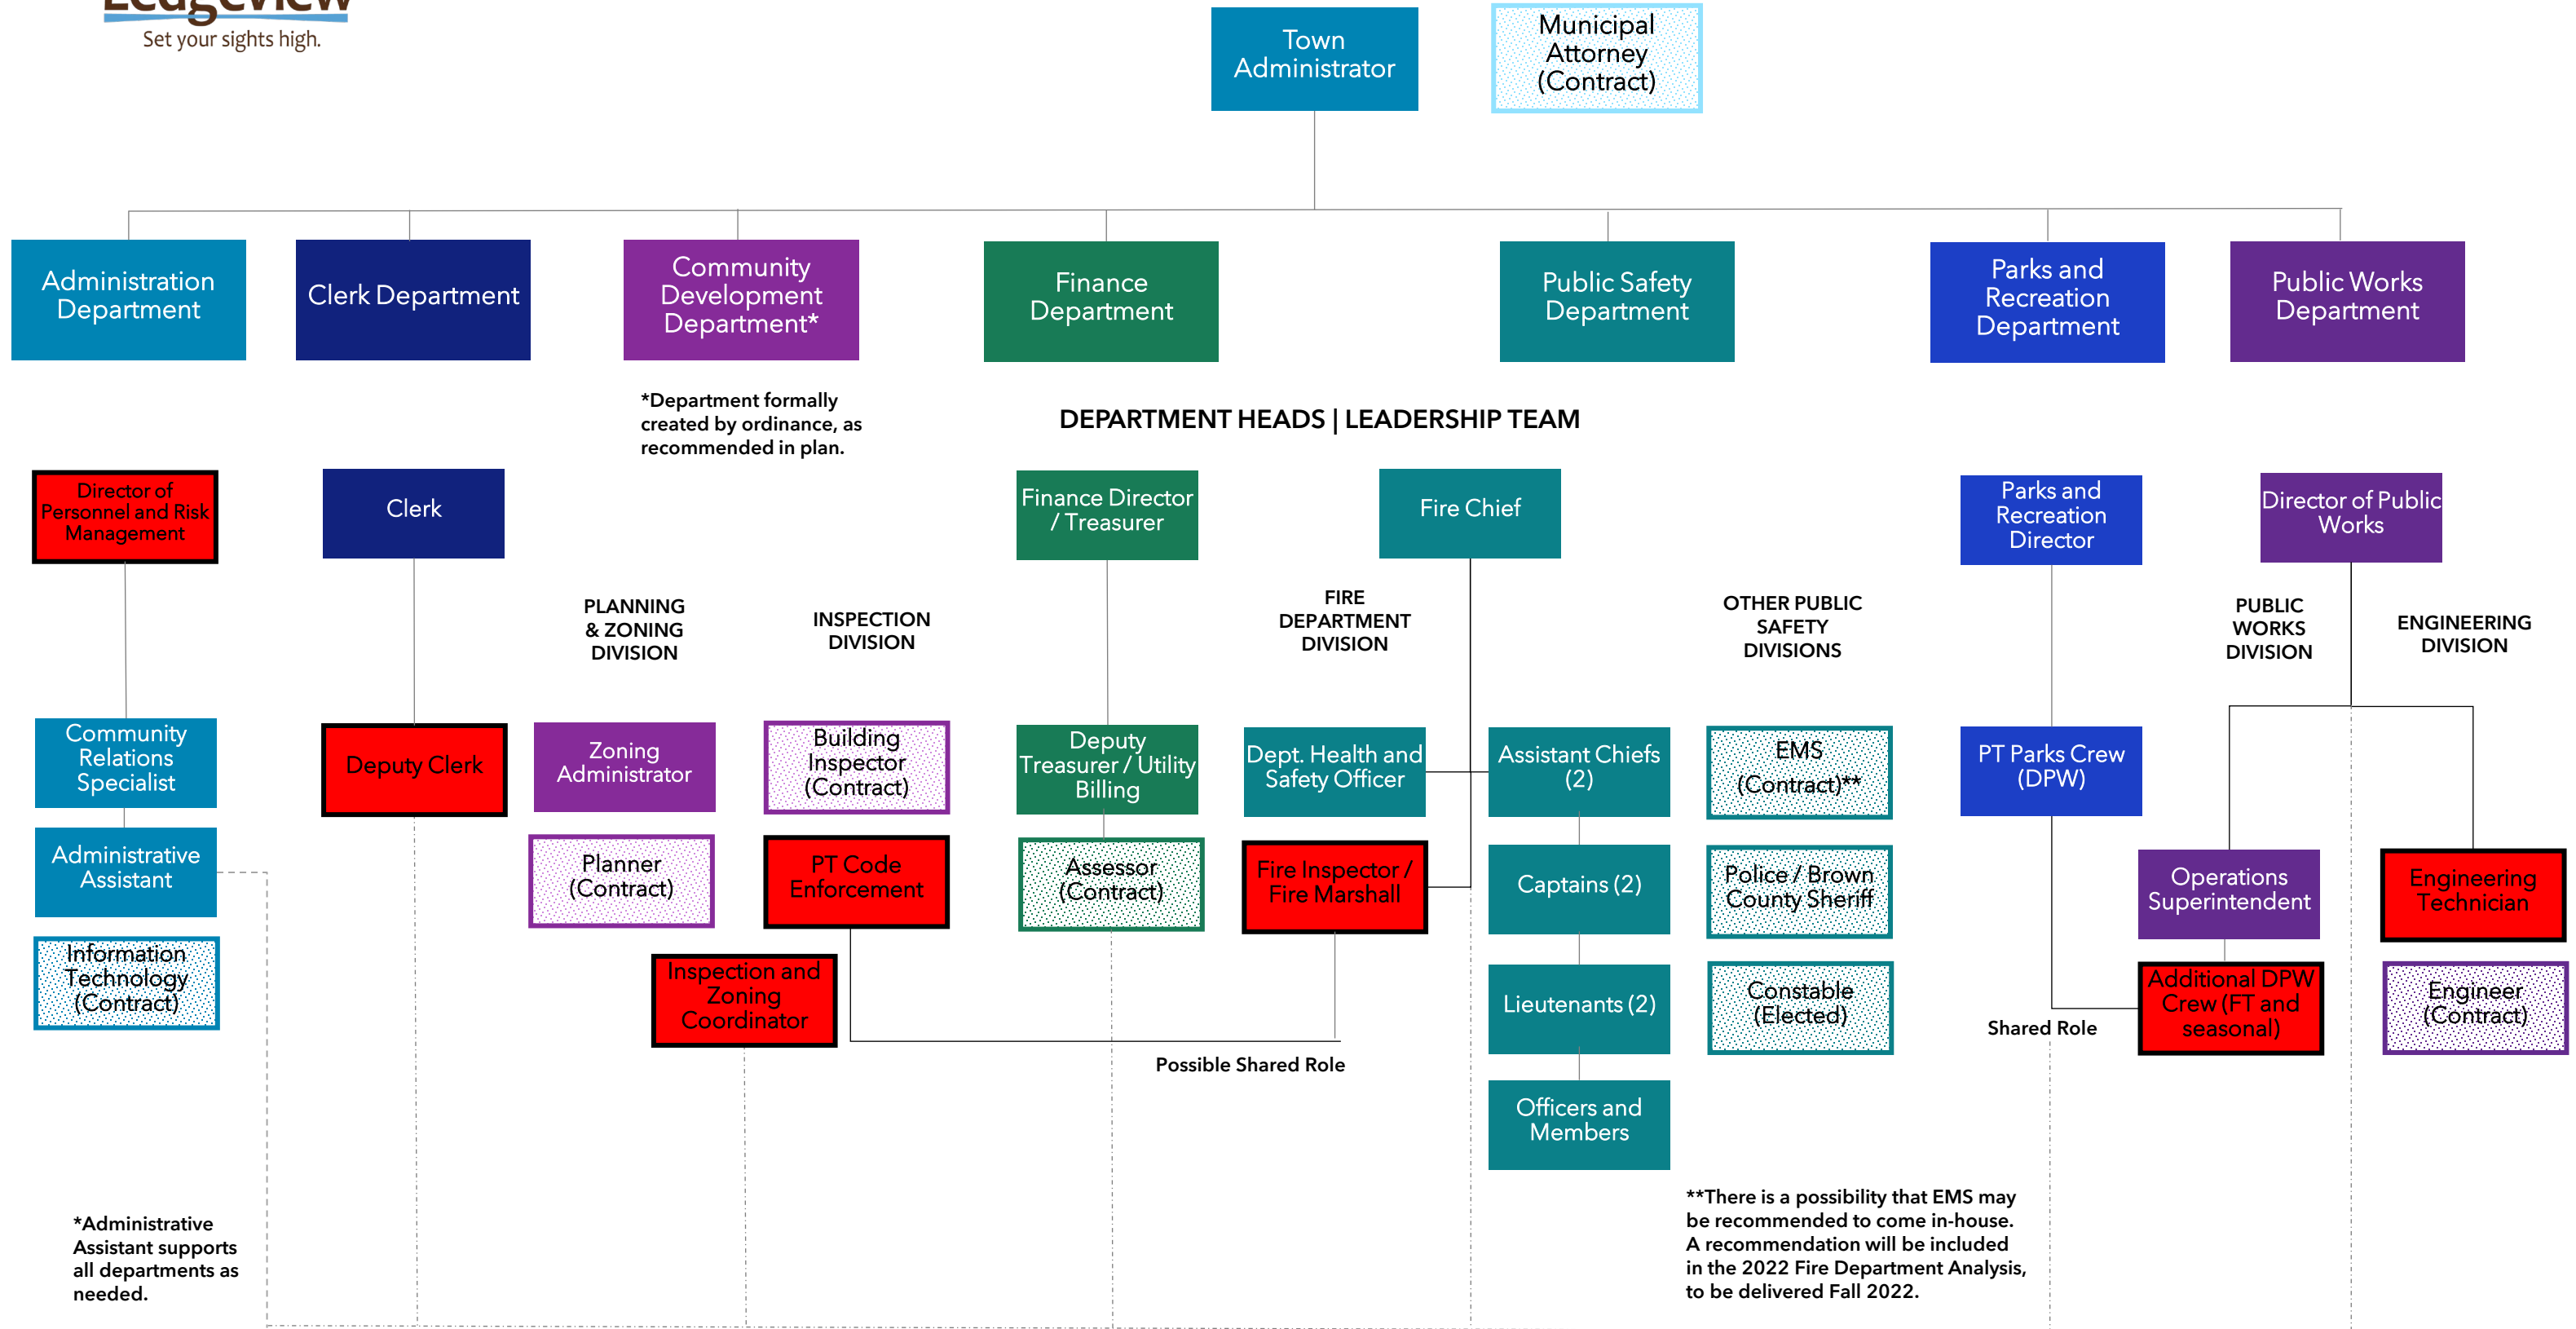 Ledgeview
Set your sights high.
Town
Administrator
Municipal
Attorney
(Contract)
Administration
Department
Clerk Department
Community
Development
Department*
Finance
Department
Public Safety
Department
Parks and
Recreation
Department
Public Works
Department
*Department formally
created by ordinance, as
recommended in plan.
DEPARTMENT HEADS | LEADERSHIP TEAM
Director of
Personnel and Risk
Management
Clerk
Finance Director
/ Treasurer
Fire Chief
Parks and
Recreation
Director
Director of Public
Works
PLANNING
& ZONING
DIVISION
INSPECTION
DIVISION
FIRE
DEPARTMENT
DIVISION
OTHER PUBLIC
SAFETY
DIVISIONS
PUBLIC
WORKS
DIVISION
ENGINEERING
DIVISION
Community
Relations
Specialist
Deputy Clerk
Zoning
Administrator
Building
Inspector
(Contract)
Deputy
Treasurer / Utility
Billing
Dept. Health and
Safety Officer
Assistant Chiefs
(2)
EMS
(Contract)**
PT Parks Crew
(DPW)
Administrative
Assistant
Planner
(Contract)
PT Code
Enforcement
Assessor
(Contract)
Fire Inspector /
Fire Marshall
Captains (2)
Police / Brown
County Sheriff
Operations
Superintendent
Engineering
Technician
Information
Technology
(Contract)
Inspection and
Zoning
Coordinator
Lieutenants (2)
Constable
(Elected)
Shared Role
Additional DPW
Crew (FT and
seasonal)
Engineer
(Contract)
Possible Shared Role
Officers and
Members
*Administrative
Assistant supports
all departments as
needed.
**There is a possibility that EMS may
be recommended to come in-house.
A recommendation will be included
in the 2022 Fire Department Analysis,
to be delivered Fall 2022.